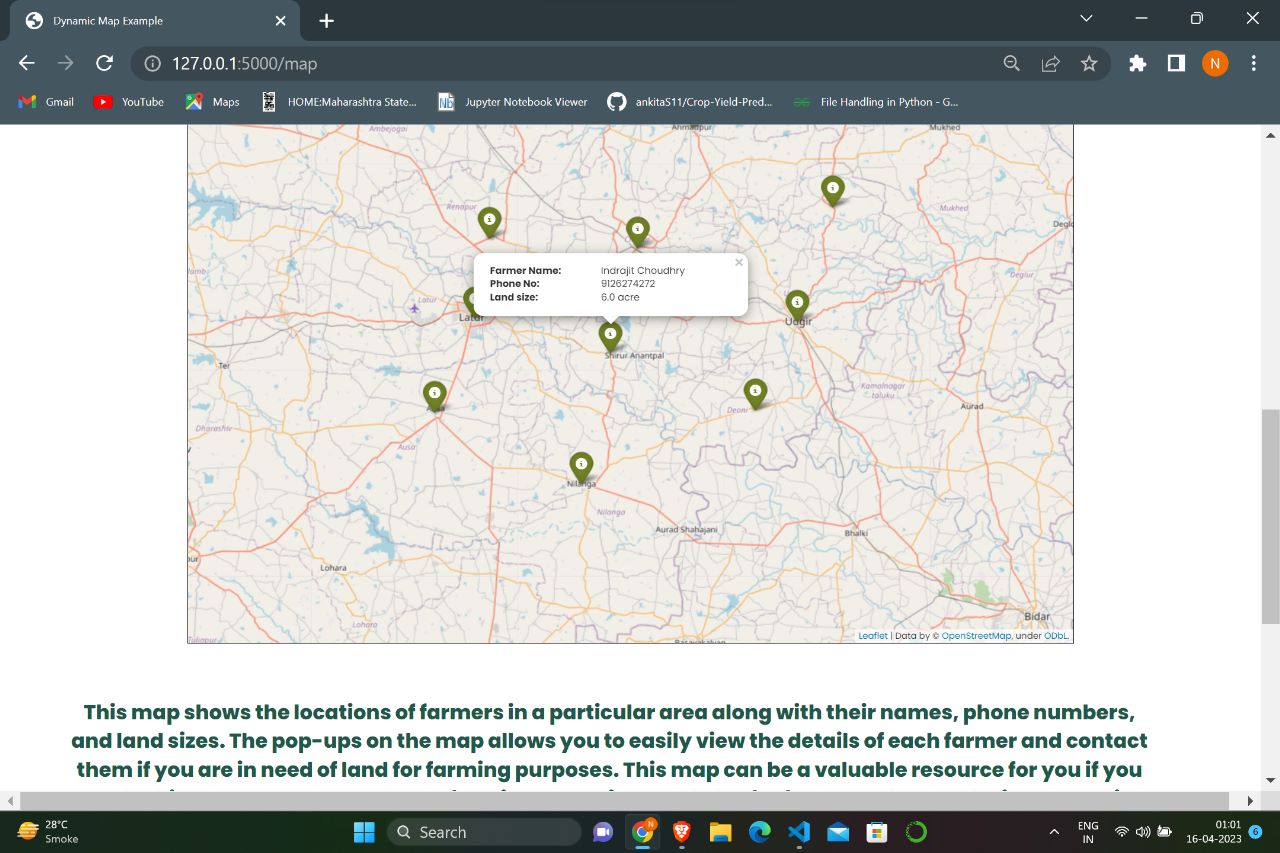 Dynamic Map Example
127.0.0.1:5000/map
N
Gmail
YouTube
Maps
HOME:Maharashtra State...
Jupyter Notebook Viewer
ankitaS11/Crop-Yield-Pred...
File Handling in Python - G...
Ambejogai
Ahmadpur
Mukhed
Renapur
Mukhed
Farmer Name: Indrajit Choudhry
Phone No: 9126274272
Land size: 6.0 acre
Latur
Udgir
Shirur Anantpal
Ter
Kamalnagar
taluku
Deoni
Aurad
Dharashiv
Ausa
Nilanga
Nilanga
Aurad Shahajani
Bhalki
Lohara
Bidar
Lohara
Leaflet | Data by © OpenStreetMap, under ODbL.
This map shows the locations of farmers in a particular area along with their names, phone numbers,
and land sizes. The pop-ups on the map allows you to easily view the details of each farmer and contact
them if you are in need of land for farming purposes. This map can be a valuable resource for you if you
28°C
Smoke
Search
N
ENG
IN
01:01
16-04-2023
6